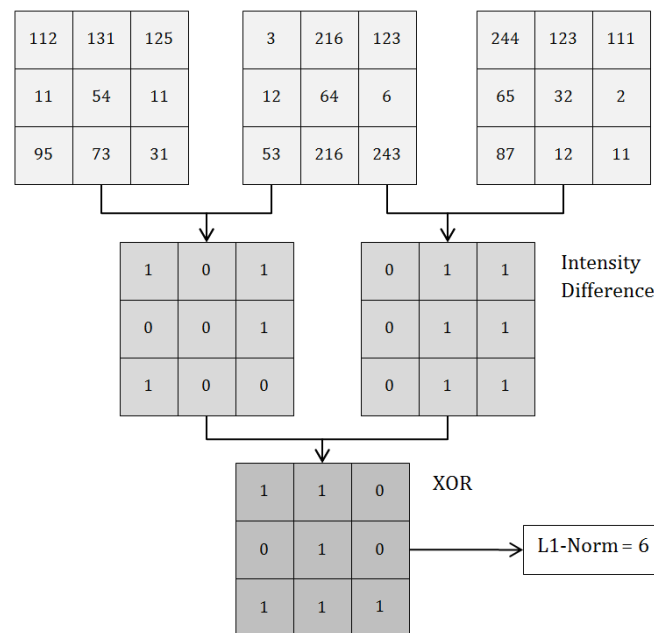 112 131 125 3 216 123 244 123 111
11 54 11 12 64 6 65 32 2
95 73 31 53 216 243 87 12 11
1 0 1 0 1 1 Intensity
Difference
0 0 1 0 1 1
1 0 0 0 1 1
1 1 0 XOR
0 1 0 L1-Norm = 6
1 1 1